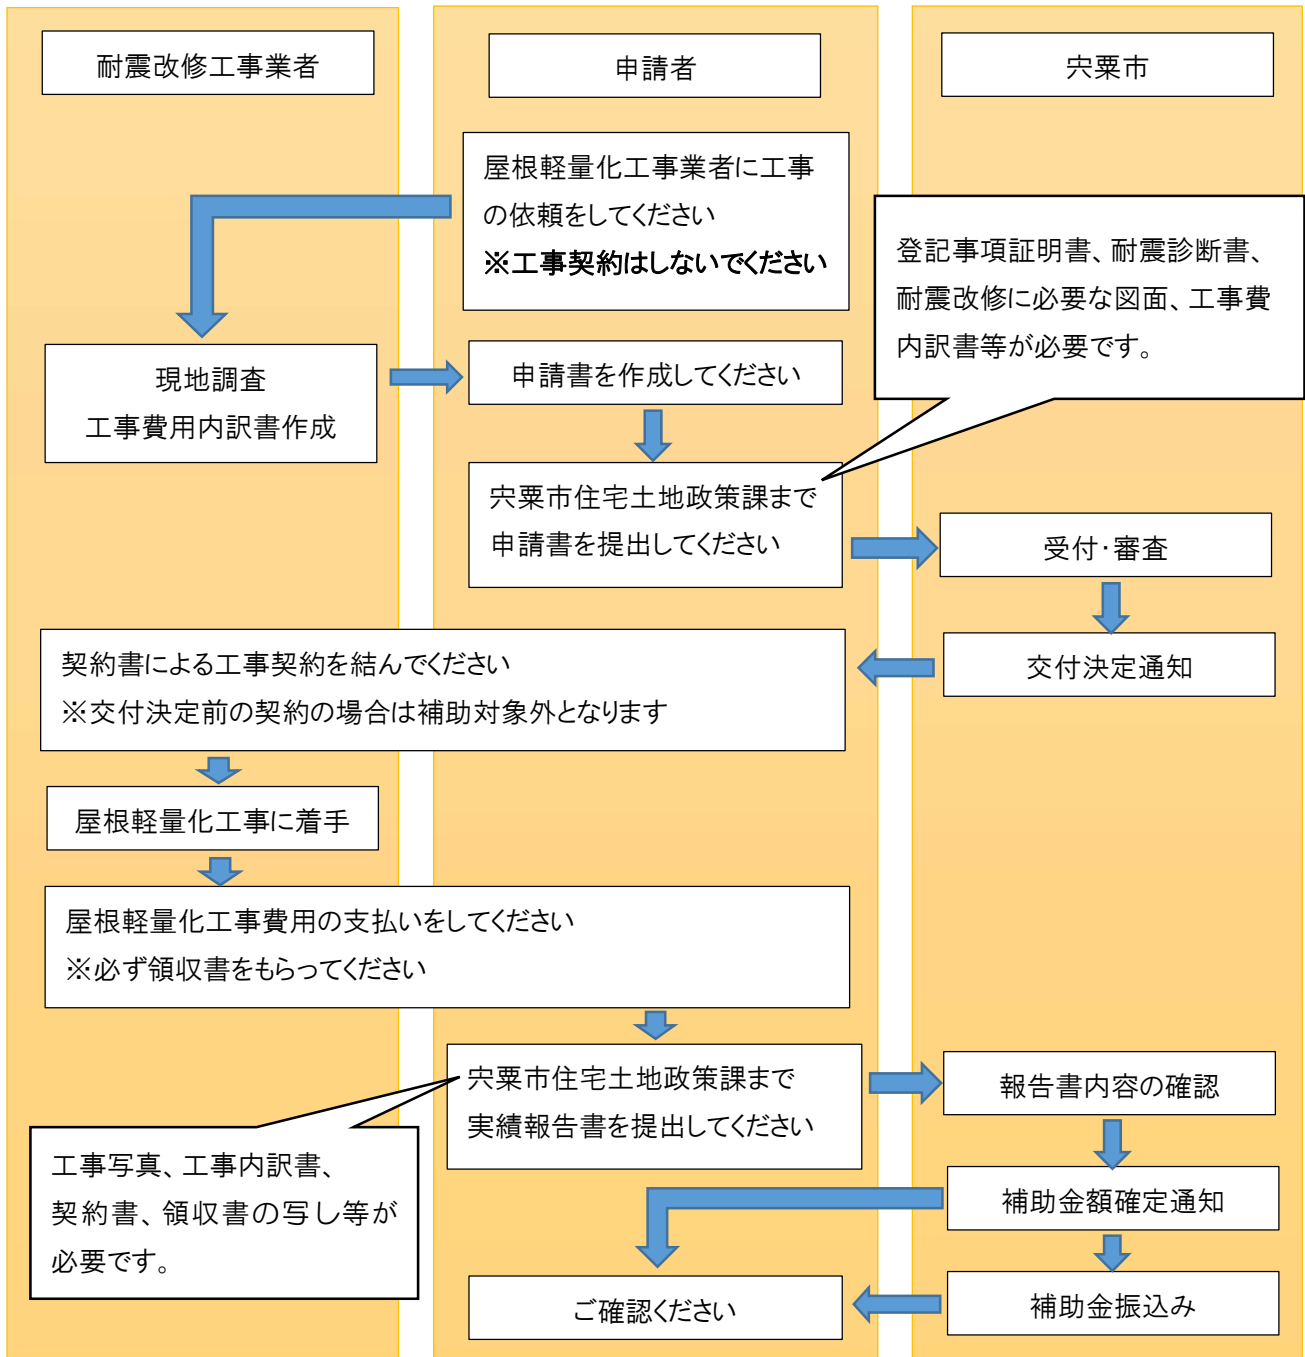 耐震改修工事業者
申請者
宍粟市
屋根軽量化工事業者に工事
の依頼をしてください
※工事契約はしないでください
登記事項証明書、耐震診断書、
耐震改修に必要な図面、工事費
内訳書等が必要です。
現地調査
工事費用内訳書作成
申請書を作成してください
宍粟市住宅土地政策課まで
申請書を提出してください
受付・審査
交付決定通知
契約書による工事契約を結んでください
※交付決定前の契約の場合は補助対象外となります
屋根軽量化工事に着手
屋根軽量化工事費用の支払いをしてください
※必ず領収書をもらってください
宍粟市住宅土地政策課まで
実績報告書を提出してください
報告書内容の確認
工事写真、工事内訳書、
契約書、領収書の写し等が
必要です。
補助金額確定通知
補助金振込み
ご確認ください